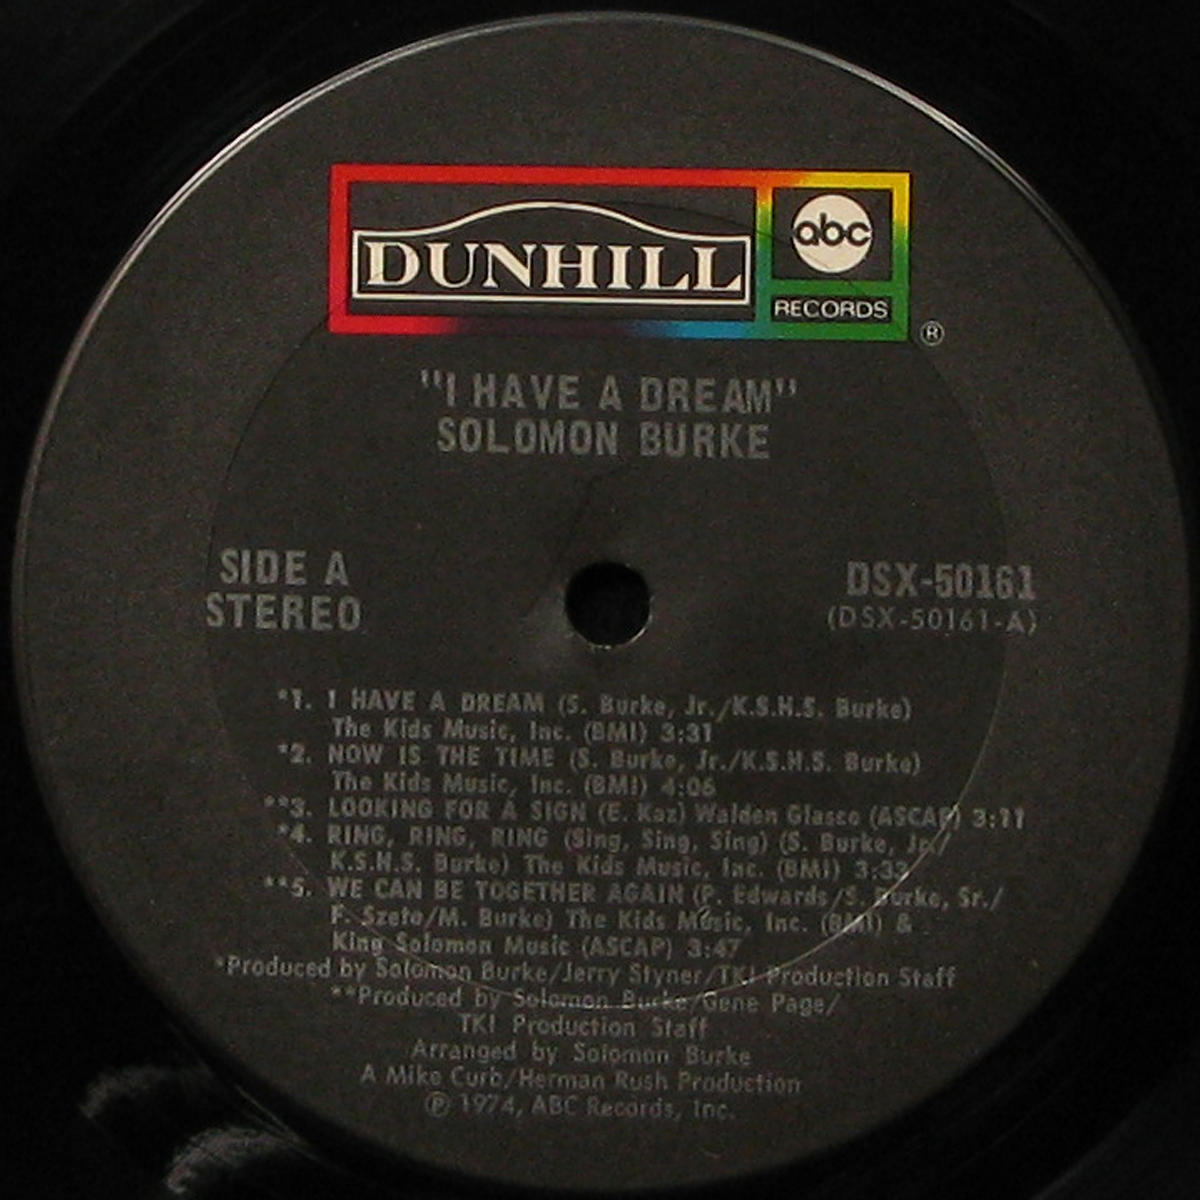 DUNHILL
abc
RECORDS
®
"I HAVE A DREAM"
SOLOMON BURKE
SIDE A
STEREO
DSX-50161
(DSX-50161-A)
*1. I HAVE A DREAM (S. Burke, Jr./K.S.H.S. Burke)
The Kids Music, Inc. (BMI) 3:31
*2. NOW IS THE TIME (S. Burke, Jr./K.S.H.S. Burke)
The Kids Music, Inc. (BMI) 4:06
**3. LOOKING FOR A SIGN (E. Kaz) Walden Glasco (ASCAP) 3:11
*4. RING, RING, RING (Sing, Sing, Sing) (S. Burke, Jr./
K.S.H.S. Burke) The Kids Music, Inc. (BMI) 3:33
**5. WE CAN BE TOGETHER AGAIN (P. Edwards/S. Burke, Sr./
F. Szeto/M. Burke) The Kids Music, Inc. (BMI) &
King Solomon Music (ASCAP) 3:47
*Produced by Solomon Burke/Jerry Styner/TKI Production Staff
**Produced by Solomon Burke/Gene Page/
TKI Production Staff
Arranged by Solomon Burke
A Mike Curb/Herman Rush Production
℗ 1974, ABC Records, Inc.